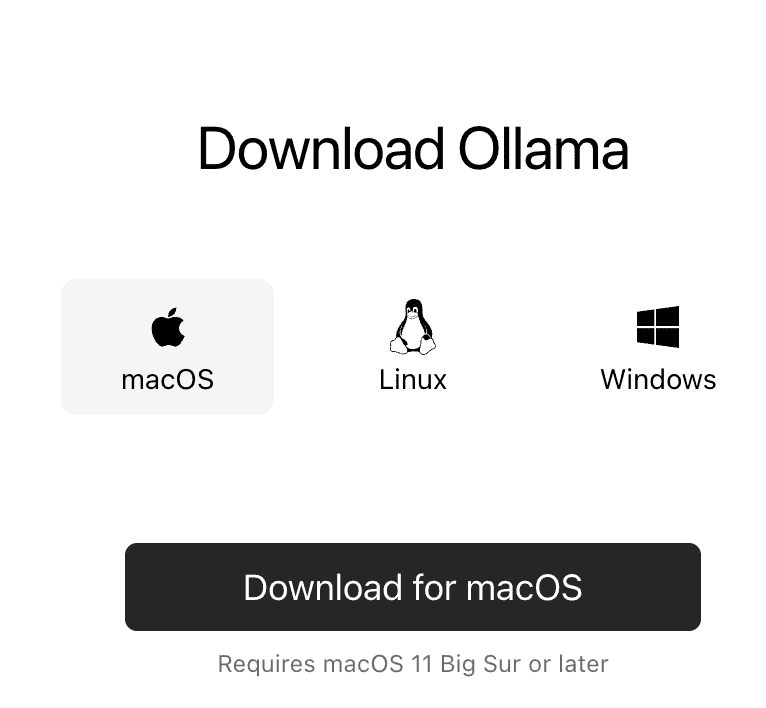 Download Ollama
macOS
Linux
Windows
Download for macOS
Requires macOS 11 Big Sur or later